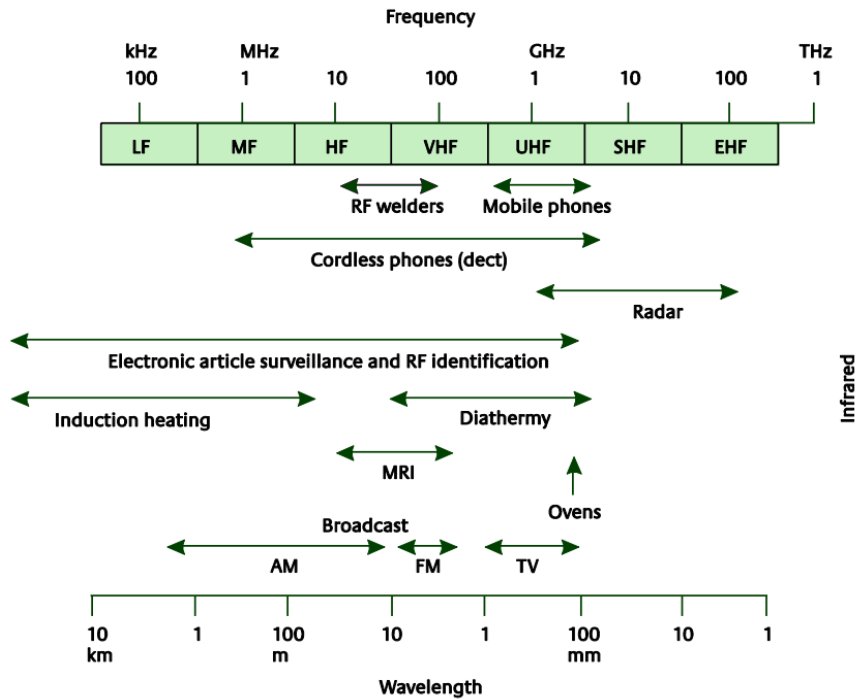 Frequency
kHz MHz GHz THz
100 1 10 100 1 10 100 1
LF MF HF VHF UHF SHF EHF
RF welders Mobile phones
Cordless phones (dect)
Radar
Electronic article surveillance and RF identification
Infrared
Induction heating Diathermy
MRI
Ovens
Broadcast
AM FM TV
10 1 100 10 1 100 10 1
km m mm
Wavelength